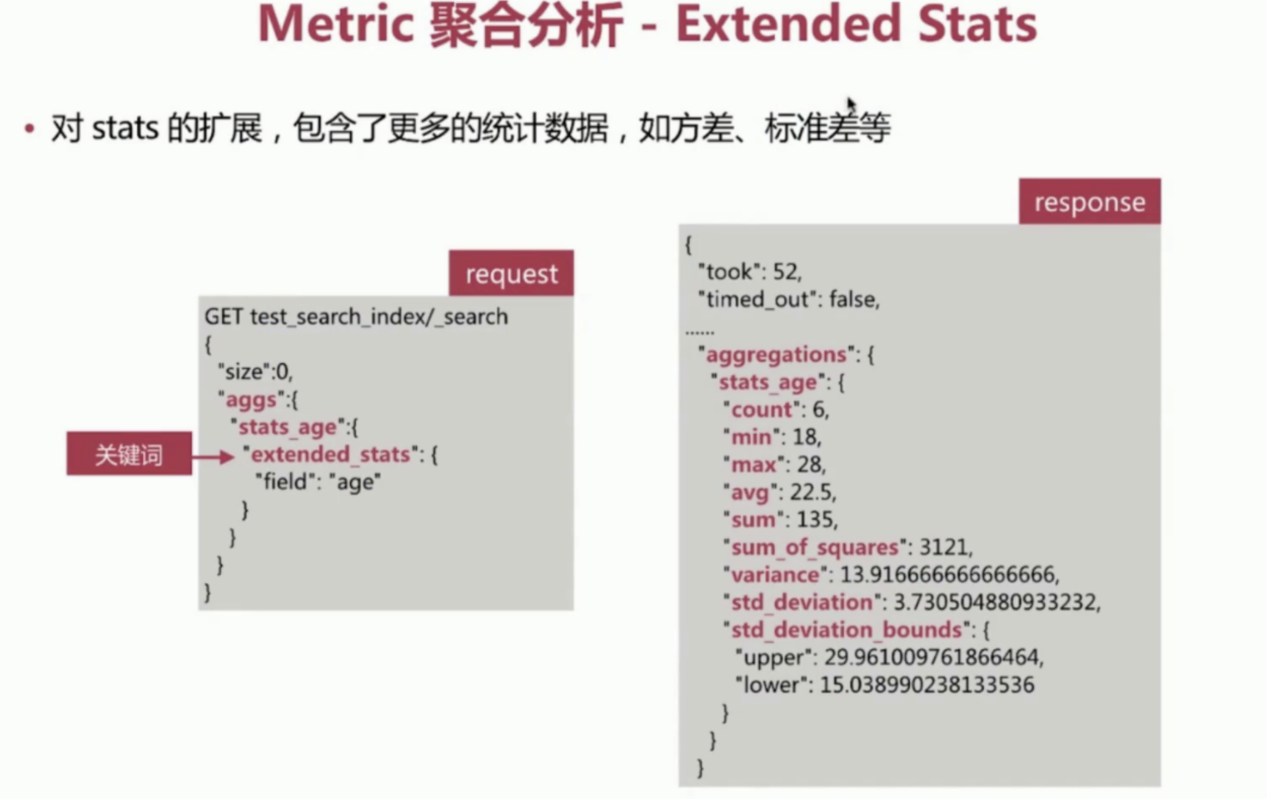 Metric 聚合分析 - Extended Stats
• 对 stats 的扩展，包含了更多的统计数据，如方差、标准差等
request
GET test_search_index/_search
{
"size":0,
"aggs":{
"stats_age":{
关键词
"extended_stats": {
"field": "age"
}
}
}
}
response
{
"took": 52,
"timed_out": false,
......
"aggregations": {
"stats_age": {
"count": 6,
"min": 18,
"max": 28,
"avg": 22.5,
"sum": 135,
"sum_of_squares": 3121,
"variance": 13.916666666666666,
"std_deviation": 3.730504880933232,
"std_deviation_bounds": {
"upper": 29.961009761866464,
"lower": 15.038990238133536
}
}
}